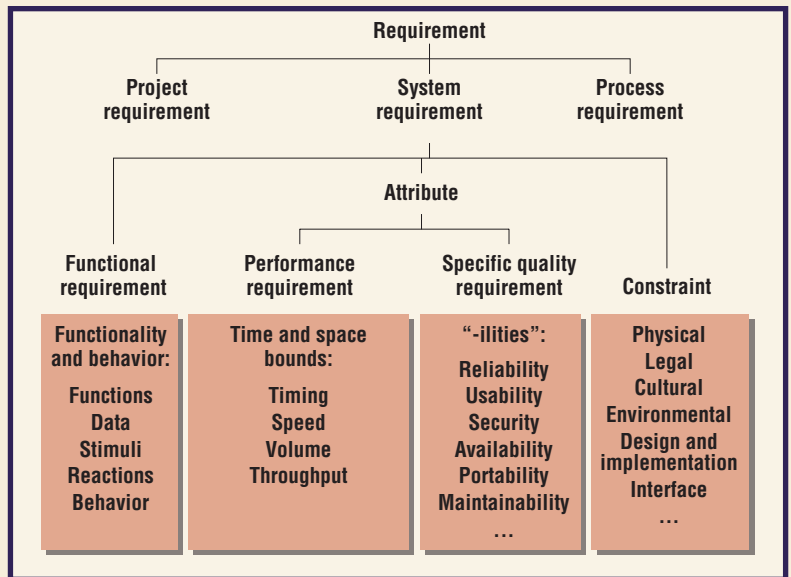 Requirement
Project
requirement
System
requirement
Process
requirement
Attribute
Functional
requirement
Performance
requirement
Specific quality
requirement
Constraint
Functionality
and behavior:
Functions
Data
Stimuli
Reactions
Behavior
Time and space
bounds:
Timing
Speed
Volume
Throughput
“-ilities”:
Reliability
Usability
Security
Availability
Portability
Maintainability
...
Physical
Legal
Cultural
Environmental
Design and
implementation
Interface
...